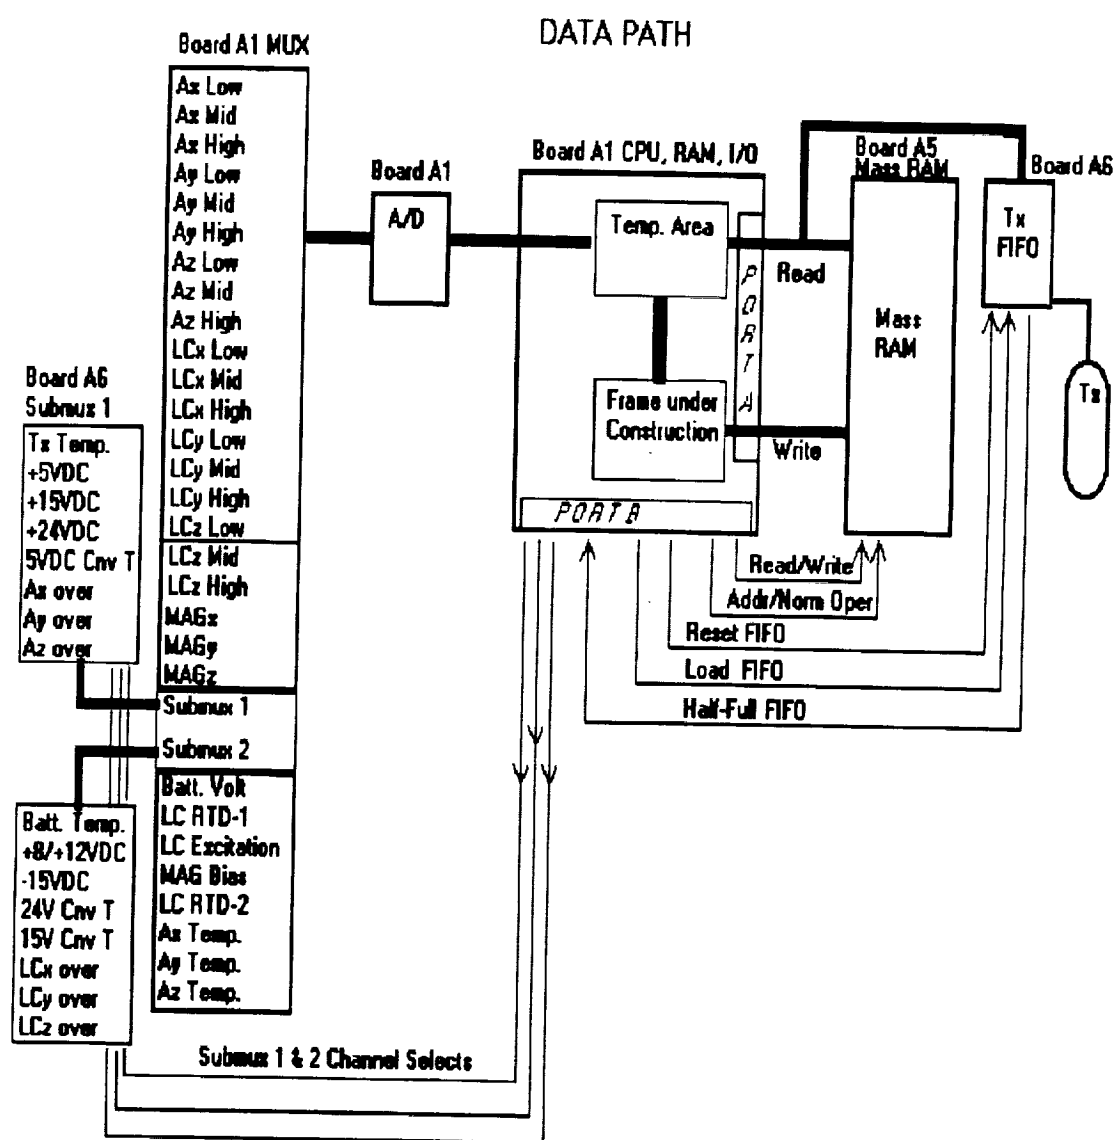 DATA PATH
Board A1 MUX
Ax Low
Ax Mid
Ax High
Ay Low
Ay Mid
Ay High
Az Low
Az Mid
Az High
LCx Low
LCx Mid
LCx High
LCy Low
LCy Mid
LCy High
LCz Low
LCz Mid
LCz High
MAGx
MAGy
MAGz
Submux 1
Submux 2
Batt. Volt
LC RTD-1
LC Excitation
MAG Bias
LC RTD-2
Ax Temp.
Ay Temp.
Az Temp.
Board A6
Submux 1
Tx Temp.
+5VDC
+15VDC
+24VDC
5VDC Cnv T
Ax over
Ay over
Az over
Batt. Temp.
+8/+12VDC
-15VDC
24V Cnv T
15V Cnv T
LCx over
LCy over
LCz over
Board A1
A/D
Board A1 CPU, RAM, I/O
Temp. Area
Frame under
Construction
PORT A
PORT B
Read
Write
Board A5
Mass RAM
Mass
RAM
Board A6
Tx
FIFO
Tx
Read/Write
Addr/Norm Oper
Reset FIFO
Load FIFO
Half-Full FIFO
Submux 1 & 2 Channel Selects